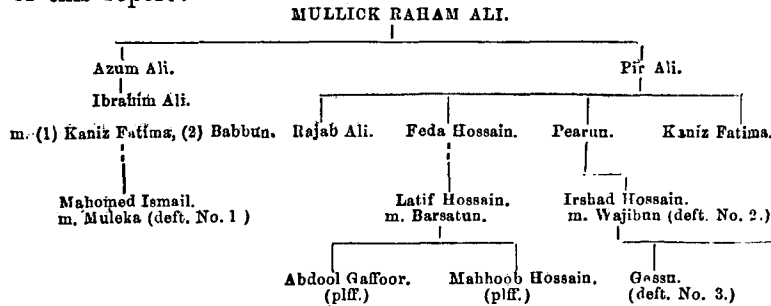 of this report:
MULLICK RAHAM ALI.
Azum Ali. Pir Ali.
Ibrahim Ali.
m. (1) Kaniz Fatima, (2) Babbun. Rajab Ali. Feda Hossain. Pearun. Kaniz Fatima.
Mahomed Ismail. Latif Hossain. Irshad Hossain.
m. Muleka (deft. No. 1 ) m. Barsatun. m. Wajibun (deft. No. 2.)
Abdool Gaffoor. Mahhoob Hossain. Gossn.
(plff.) (plff.) (deft. No. 3.)